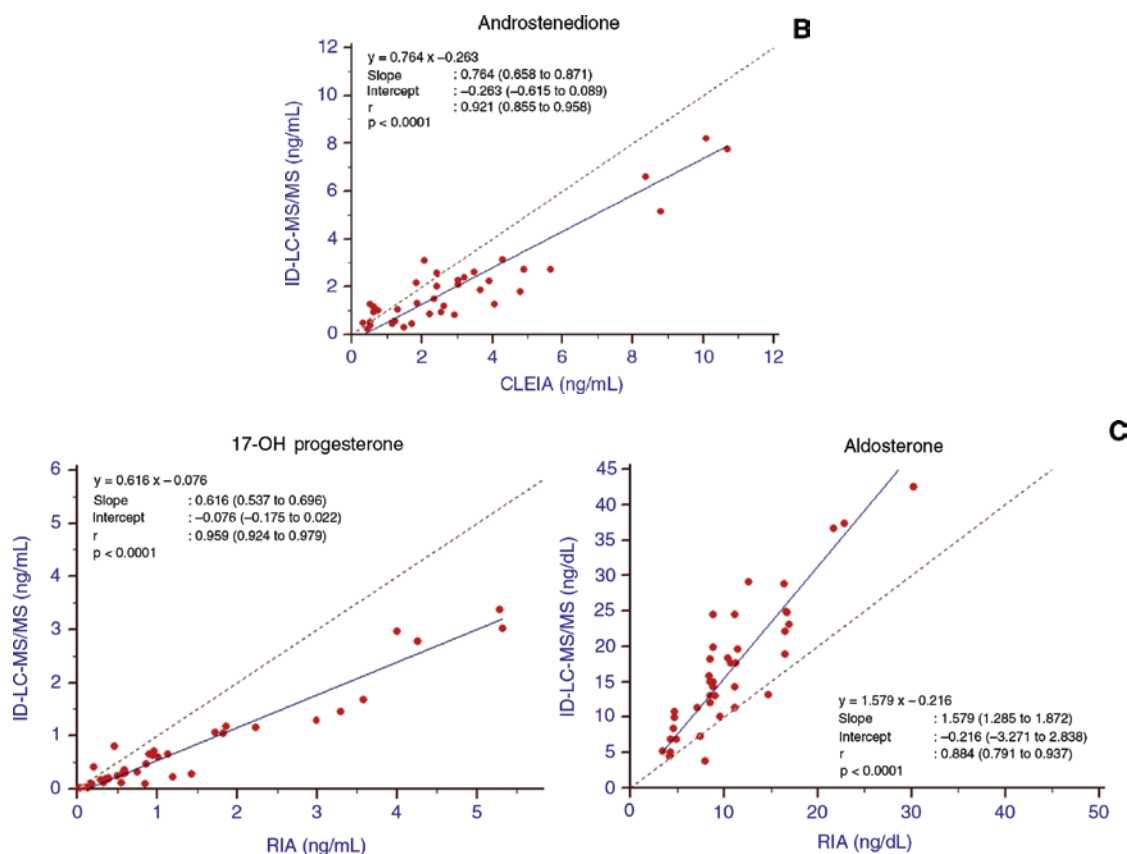 Androstenedione
B
y = 0.764 x –0.263
Slope : 0.764 (0.658 to 0.871)
Intercept : –0.263 (–0.615 to 0.089)
r : 0.921 (0.855 to 0.958)
p < 0.0001
ID-LC-MS/MS (ng/mL)
12
10
8
6
4
2
0
0 2 4 6 8 10 12
CLEIA (ng/mL)
17-OH progesterone
y = 0.616 x – 0.076
Slope : 0.616 (0.537 to 0.696)
Intercept : –0.076 (–0.175 to 0.022)
r : 0.959 (0.924 to 0.979)
p < 0.0001
ID-LC-MS/MS (ng/mL)
6
5
4
3
2
1
0
0 1 2 3 4 5
RIA (ng/mL)
C
Aldosterone
ID-LC-MS/MS (ng/dL)
45
40
35
30
25
20
15
10
5
0
y = 1.579 x – 0.216
Slope : 1.579 (1.285 to 1.872)
Intercept : –0.216 (–3.271 to 2.838)
r : 0.884 (0.791 to 0.937)
p < 0.0001
0 10 20 30 40 50
RIA (ng/dL)